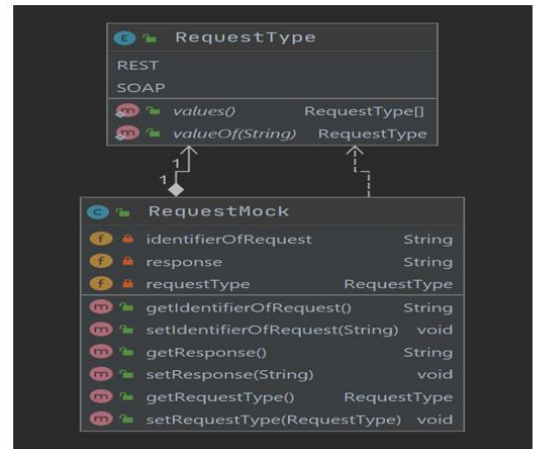 E RequestType
REST
SOAP
m values() RequestType[]
m valueOf(String) RequestType
1
1
C RequestMock
f identifierOfRequest String
f response String
f requestType RequestType
m getIdentifierOfRequest() String
m setIdentifierOfRequest(String) void
m getResponse() String
m setResponse(String) void
m getRequestType() RequestType
m setRequestType(RequestType) void